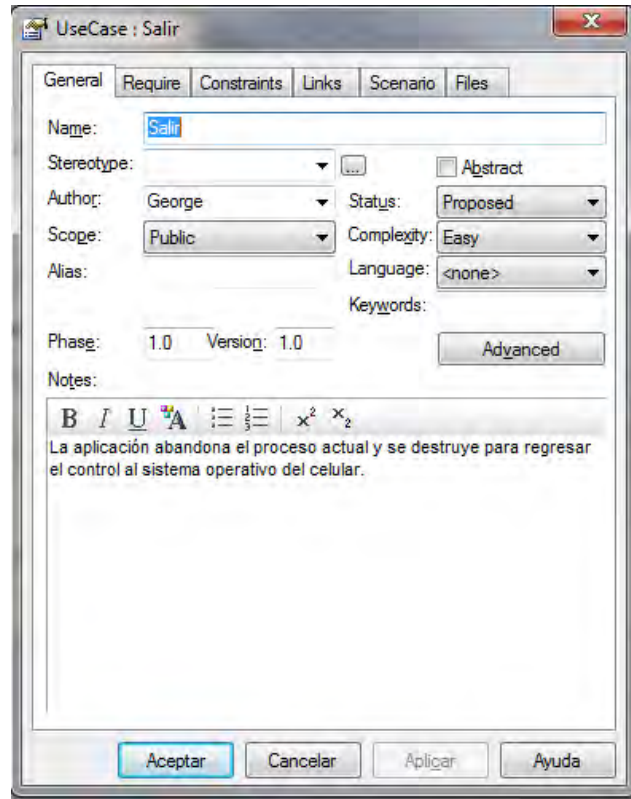 UseCase : Salir
General Require Constraints Links Scenario Files
Name: Salir
Stereotype: ... Abstract
Author: George Status: Proposed
Scope: Public Complexity: Easy
Alias: Language: <none>
Keywords:
Phase: 1.0 Version: 1.0 Advanced
Notes:
B I U A x² x₂
La aplicación abandona el proceso actual y se destruye para regresar
el control al sistema operativo del celular.
Aceptar Cancelar Aplicar Ayuda